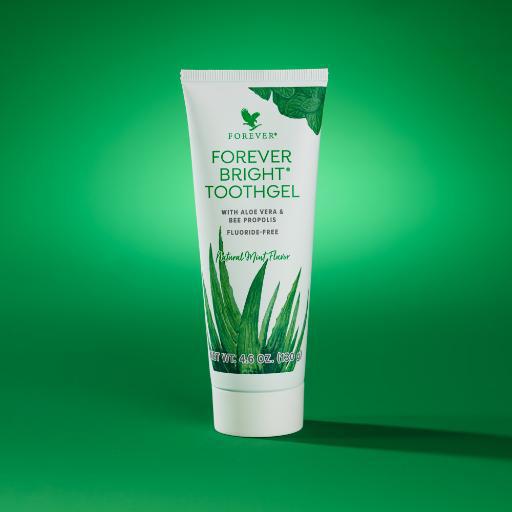 FOREVER®
FOREVER
BRIGHT®
TOOTHGEL
WITH ALOE VERA &
BEE PROPOLIS
FLUORIDE-FREE
Natural Mint Flavor
NET WT. 4.6 OZ. (130 g)